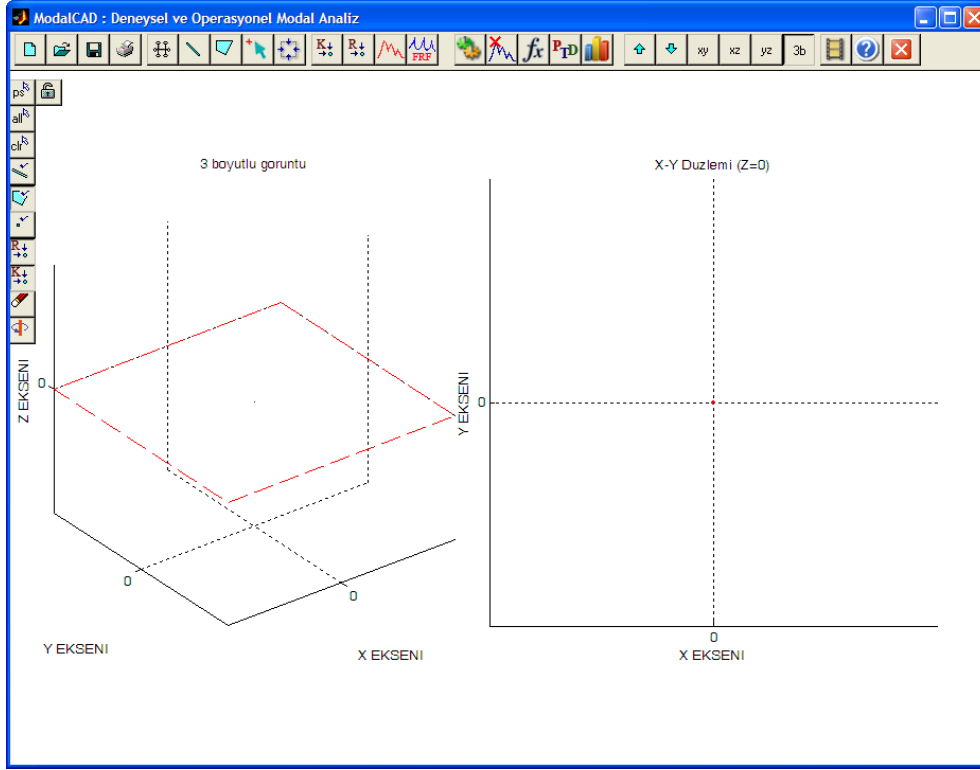 ModalCAD : Deneysel ve Operasyonel Modal Analiz
K R FRF fx PTD xy xz yz 3b ?
ps
all
clr
R
K
3 boyutlu goruntu
Z EKSENI
0
0
0
Y EKSENI
X EKSENI
X-Y Duzlemi (Z=0)
Y EKSENI
0
0
X EKSENI